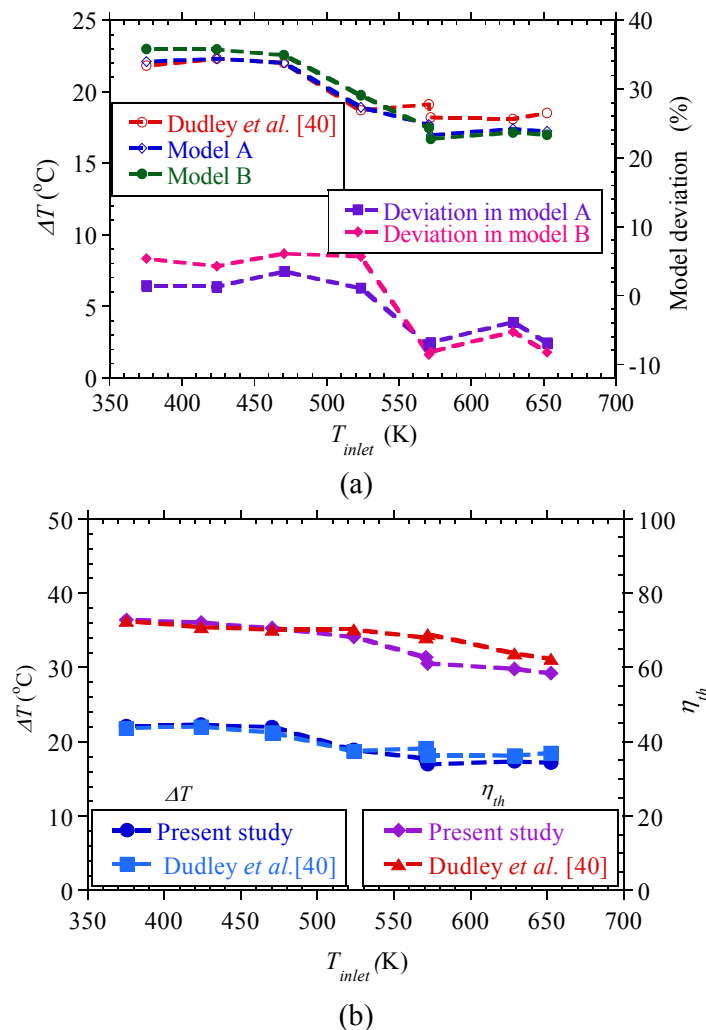 25
20
15
10
5
0
ΔT (°C)
40
30
20
10
0
-10
Model deviation (%)
Dudley et al. [40]
Model A
Model B
Deviation in model A
Deviation in model B
350 400 450 500 550 600 650 700
T_inlet (K)
(a)
50
40
30
20
10
0
ΔT (°C)
100
80
60
40
20
0
η_th
ΔT
Present study
Dudley et al.[40]
η_th
Present study
Dudley et al. [40]
350 400 450 500 550 600 650 700
T_inlet (K)
(b)